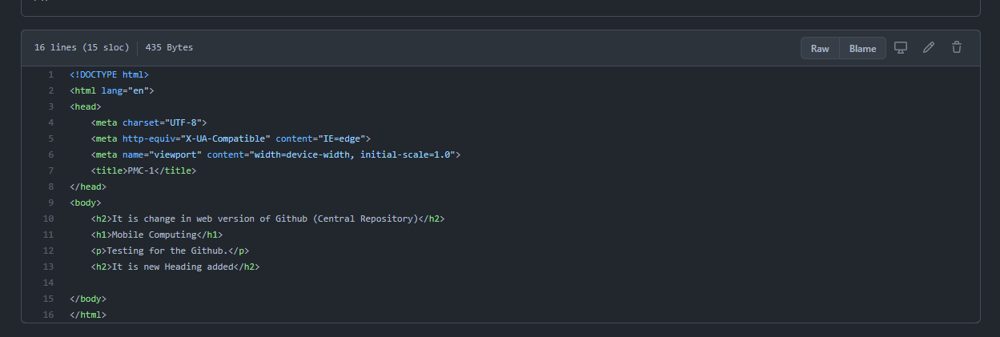 16 lines (15 sloc) 435 Bytes Raw Blame
1 <!DOCTYPE html>
2 <html lang="en">
3 <head>
4     <meta charset="UTF-8">
5     <meta http-equiv="X-UA-Compatible" content="IE=edge">
6     <meta name="viewport" content="width=device-width, initial-scale=1.0">
7     <title>PMC-1</title>
8 </head>
9 <body>
10     <h2>It is change in web version of Github (Central Repository)</h2>
11     <h1>Mobile Computing</h1>
12     <p>Testing for the Github.</p>
13     <h2>It is new Heading added</h2>
14
15 </body>
16 </html>